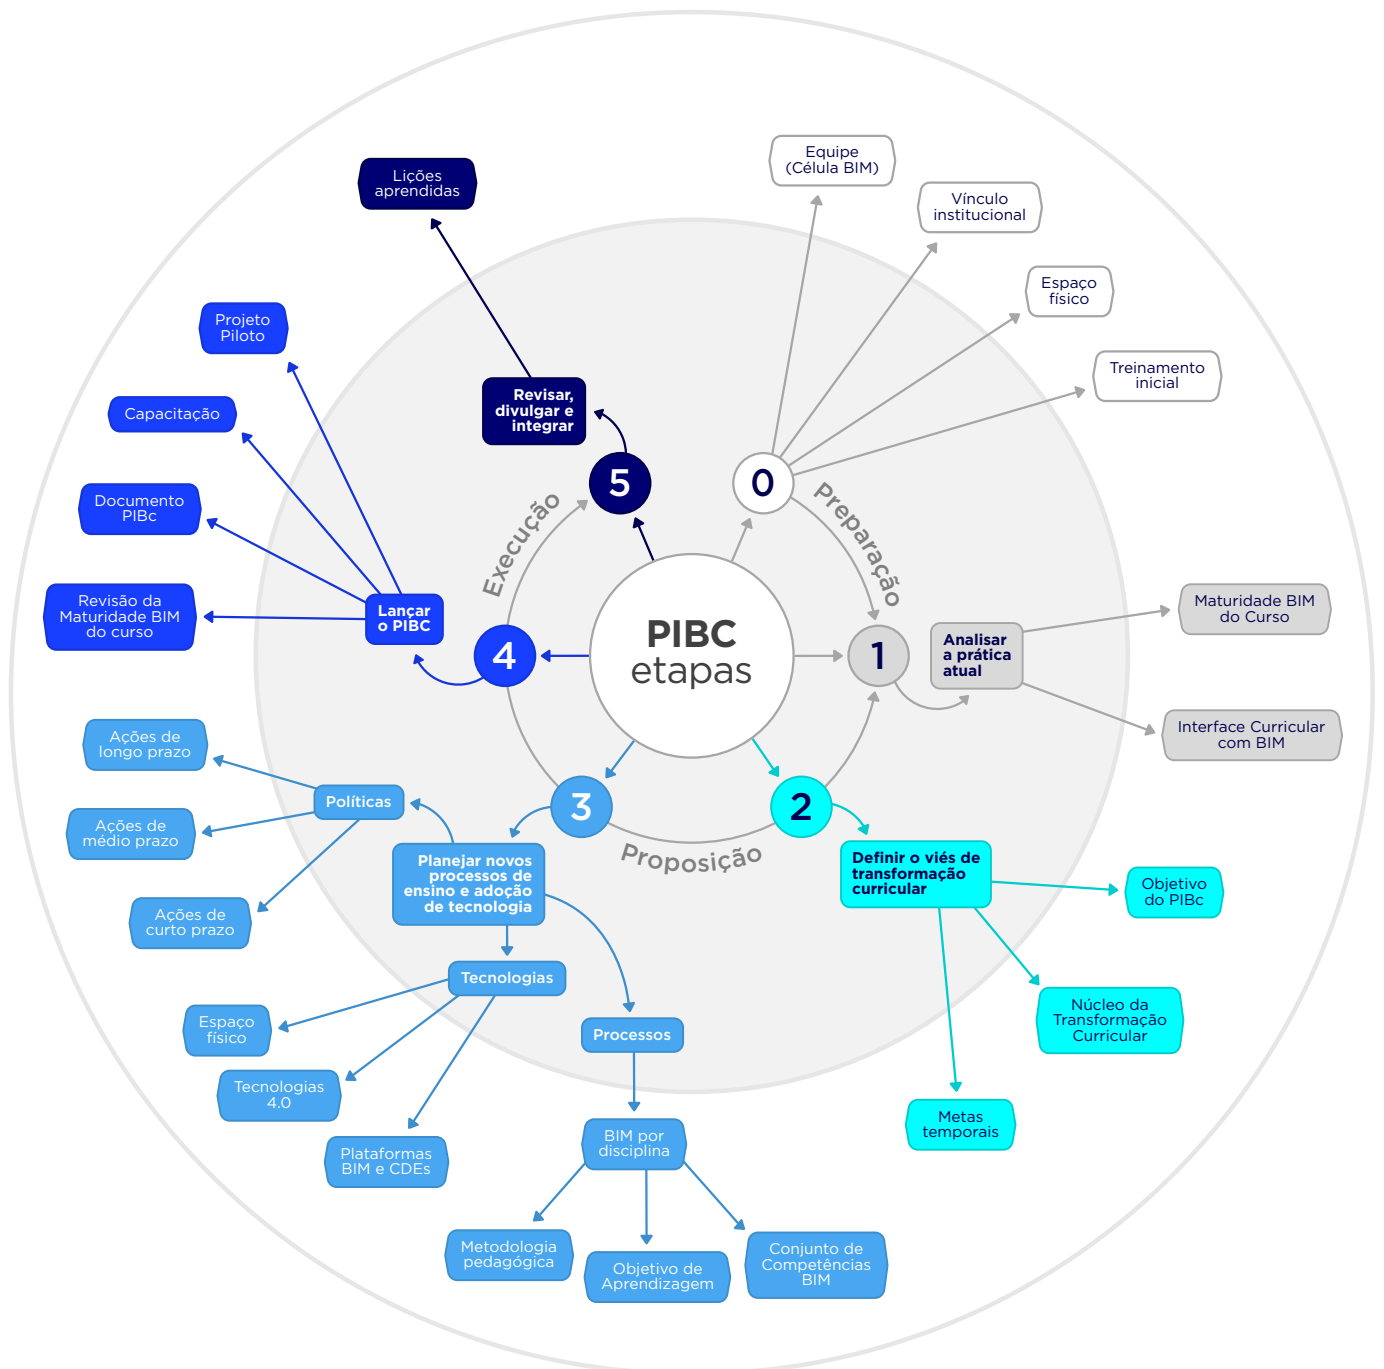 PIBC
etapas
Preparação
Proposição
Execução
0
Equipe
(Célula BIM)
Vínculo
institucional
Espaço
físico
Treinamento
inicial
1
Analisar
a prática
atual
Maturidade BIM
do Curso
Interface Curricular
com BIM
2
Definir o viés de
transformação
curricular
Objetivo
do PIBc
Núcleo da
Transformação
Curricular
Metas
temporais
3
Planejar novos
processos de
ensino e adoção
de tecnologia
Processos
BIM por
disciplina
Conjunto de
Competências
BIM
Objetivo de
Aprendizagem
Metodologia
pedagógica
Tecnologias
Plataformas
BIM e CDEs
Tecnologias
4.0
Espaço
físico
Políticas
Ações de
curto prazo
Ações de
médio prazo
Ações de
longo prazo
4
Lançar
o PIBC
Revisão da
Maturidade BIM
do curso
Documento
PIBc
Capacitação
Projeto
Piloto
5
Revisar,
divulgar e
integrar
Lições
aprendidas